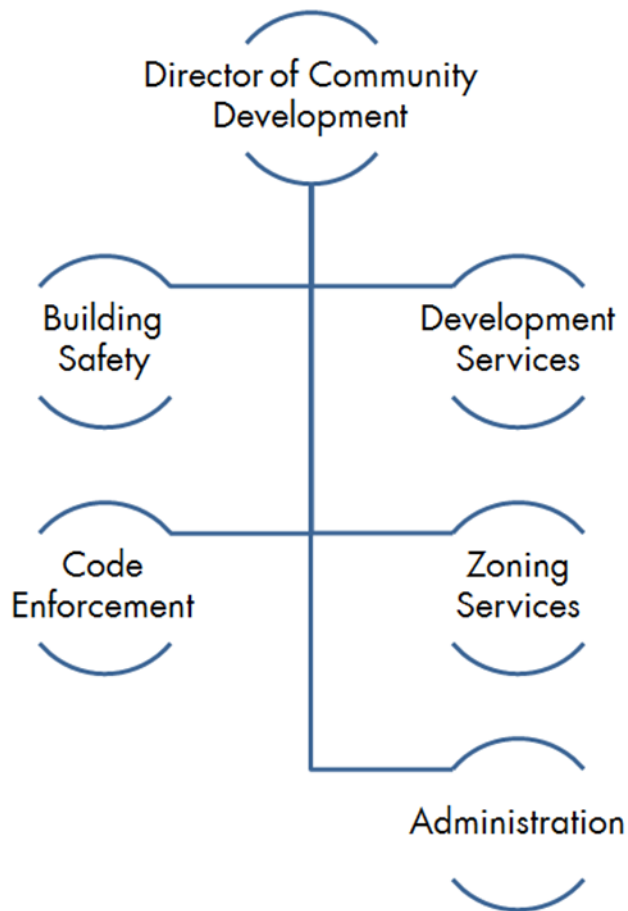 Director of Community
Development
Building
Safety
Development
Services
Code
Enforcement
Zoning
Services
Administration